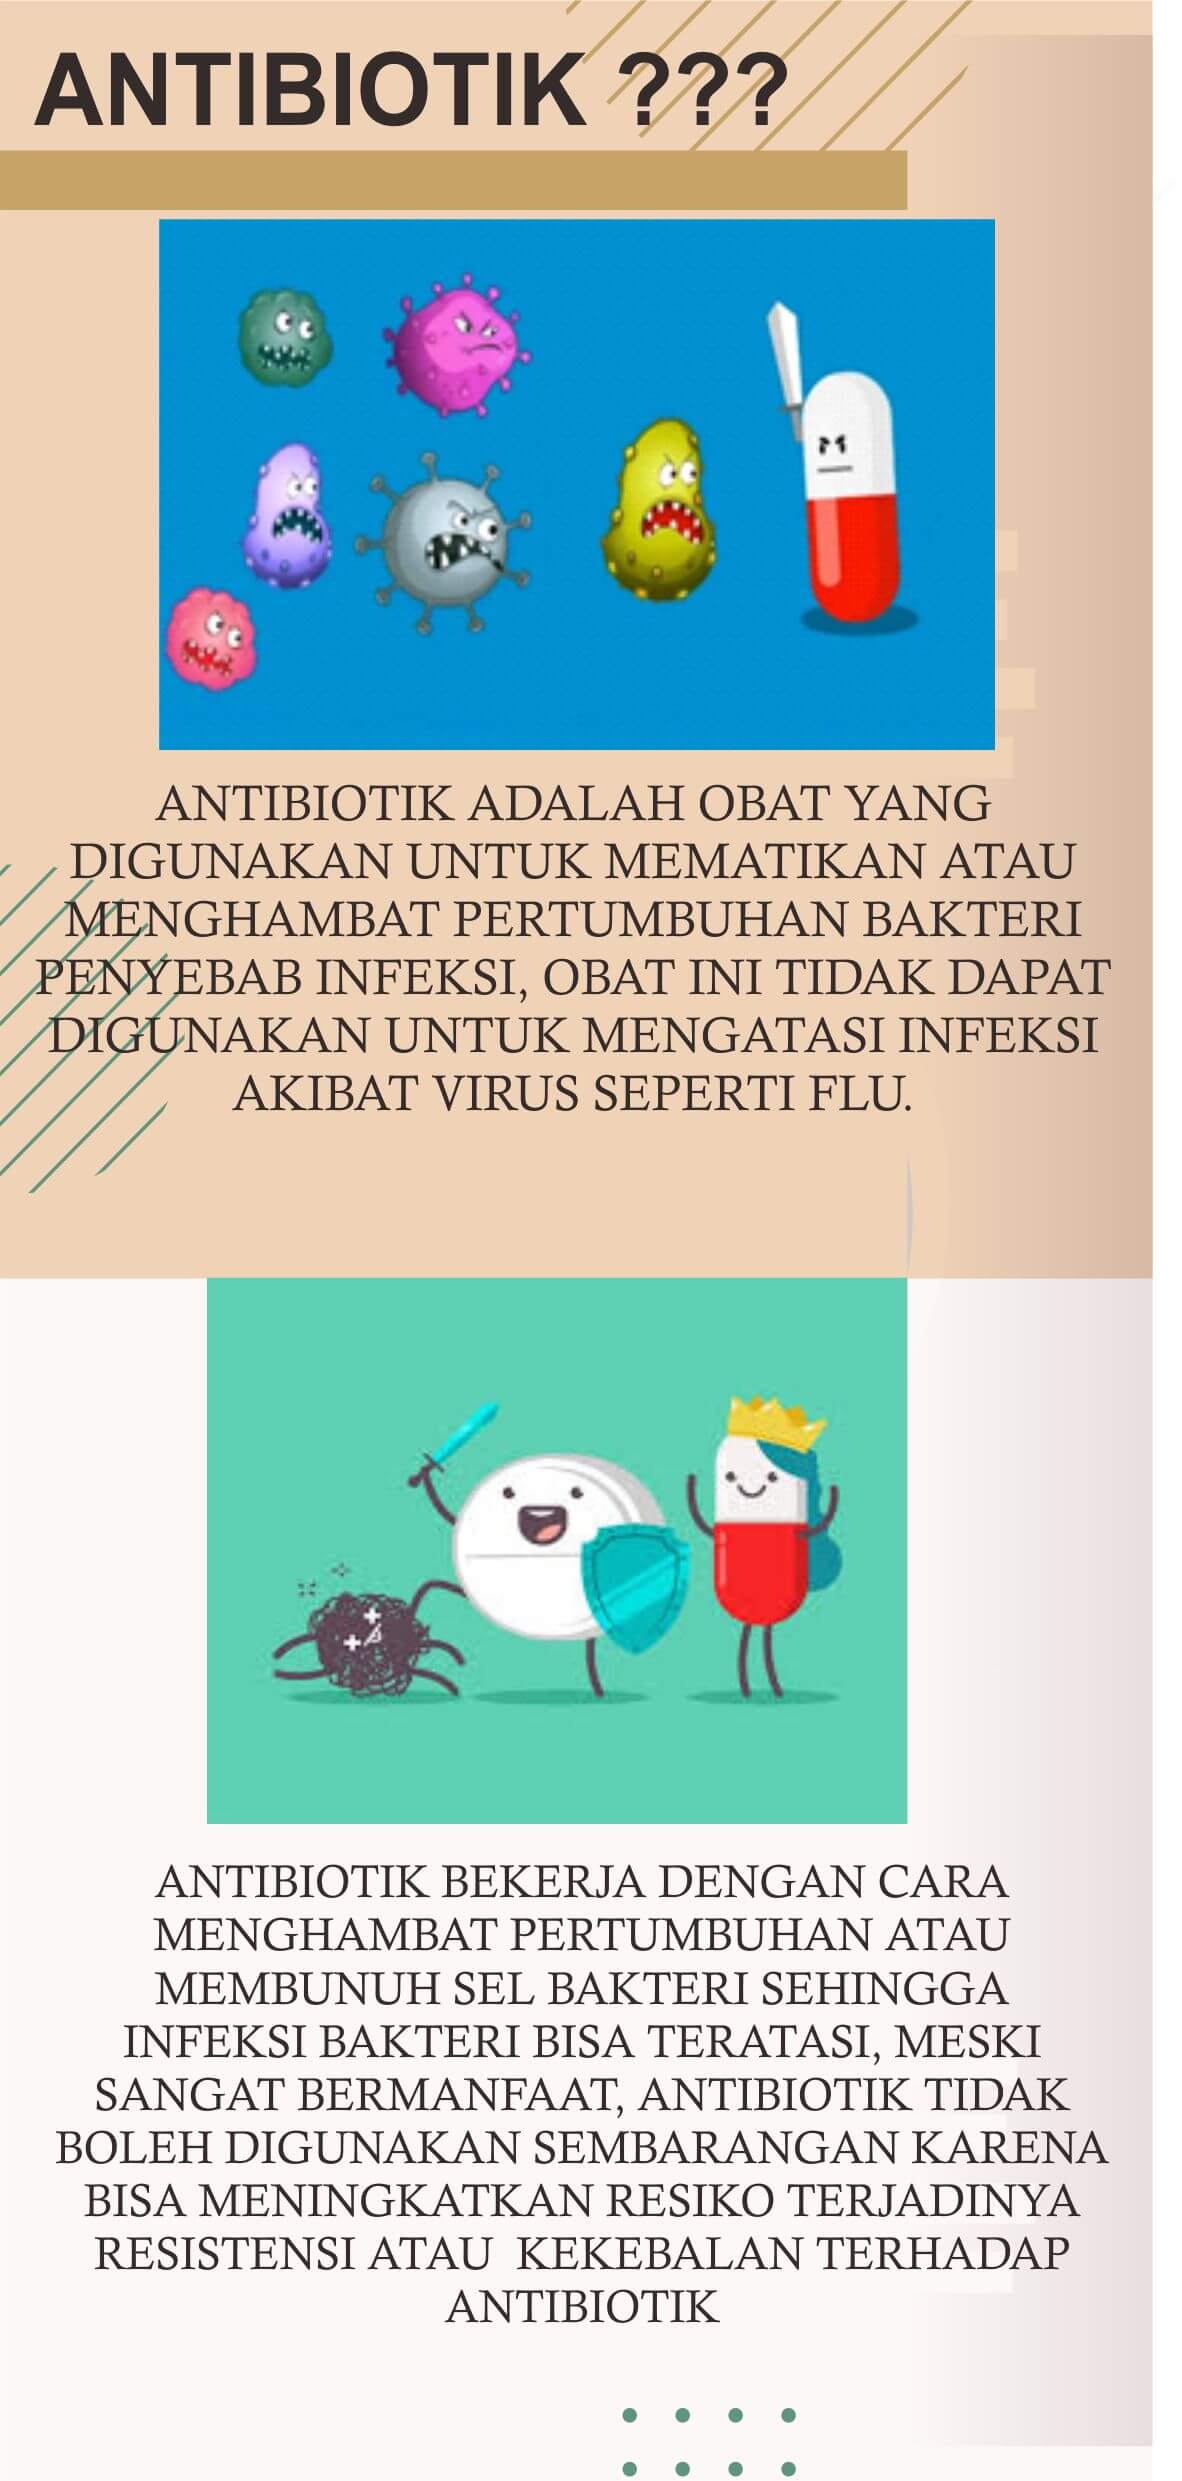 ANTIBIOTIK ???
ANTIBIOTIK ADALAH OBAT YANG
DIGUNAKAN UNTUK MEMATIKAN ATAU
MENGHAMBAT PERTUMBUHAN BAKTERI
PENYEBAB INFEKSI, OBAT INI TIDAK DAPAT
DIGUNAKAN UNTUK MENGATASI INFEKSI
AKIBAT VIRUS SEPERTI FLU.
ANTIBIOTIK BEKERJA DENGAN CARA
MENGHAMBAT PERTUMBUHAN ATAU
MEMBUNUH SEL BAKTERI SEHINGGA
INFEKSI BAKTERI BISA TERATASI, MESKI
SANGAT BERMANFAAT, ANTIBIOTIK TIDAK
BOLEH DIGUNAKAN SEMBARANGAN KARENA
BISA MENINGKATKAN RESIKO TERJADINYA
RESISTENSI ATAU  KEKEBALAN TERHADAP
ANTIBIOTIK